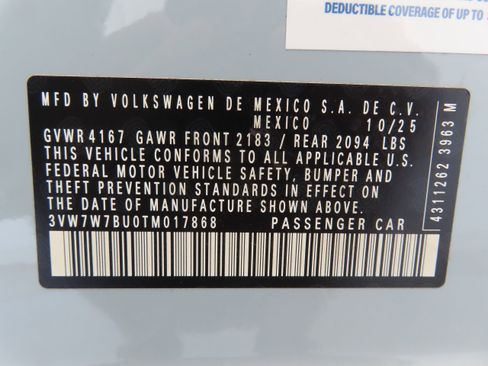 DEDUCTIBLE COVERAGE OF UP TO
MFD BY VOLKSWAGEN DE MEXICO S.A. DE C.V.
MEXICO 10/25
GVWR 4167 GAWR FRONT 2183 / REAR 2094 LBS
THIS VEHICLE CONFORMS TO ALL APPLICABLE U.S.
FEDERAL MOTOR VEHICLE SAFETY, BUMPER AND
THEFT PREVENTION STANDARDS IN EFFECT ON
THE DATE OF MANUFACTURE SHOWN ABOVE.
3VW7W7BU0TM017868 PASSENGER CAR
4311262 3963 M